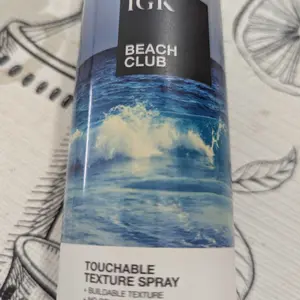 IGK
BEACH
CLUB
TOUCHABLE
TEXTURE SPRAY
+ BUILDABLE TEXTURE